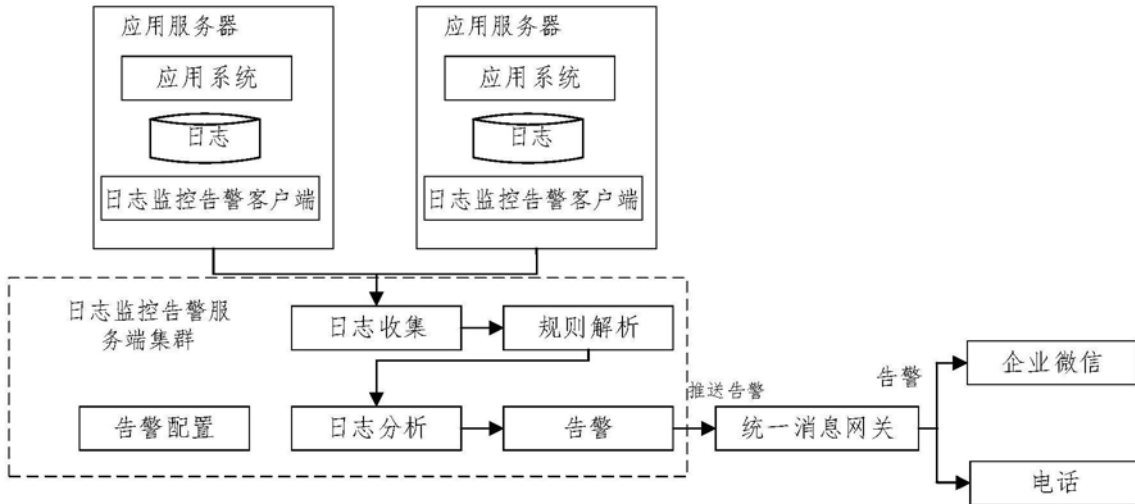 应用服务器
应用系统
日志
日志监控告警客户端
应用服务器
应用系统
日志
日志监控告警客户端
日志监控告警服
务端集群
日志收集
规则解析
告警配置
日志分析
告警
推送告警
统一消息网关
告警
企业微信
电话